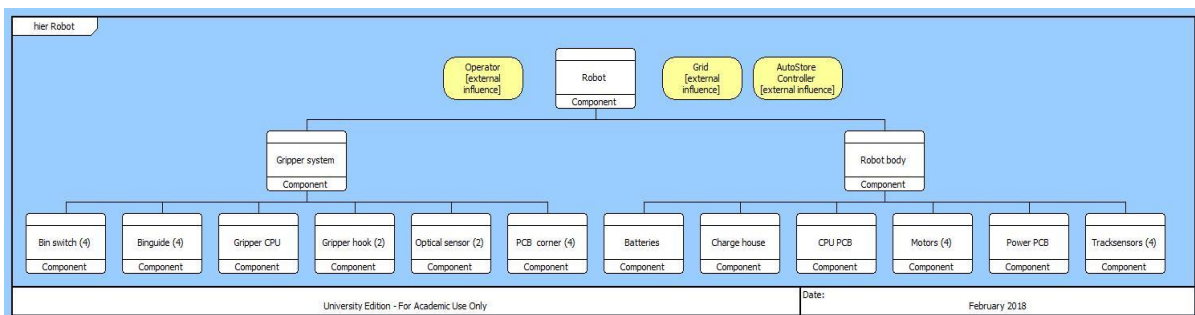 hier Robot
Operator
[external
influence]
Robot
Component
Grid
[external
influence]
AutoStore
Controller
[external influence]
Gripper system
Component
Robot body
Component
Bin switch (4)
Component
Binguide (4)
Component
Gripper CPU
Component
Gripper hook (2)
Component
Optical sensor (2)
Component
PCB corner (4)
Component
Batteries
Component
Charge house
Component
CPU PCB
Component
Motors (4)
Component
Power PCB
Component
Tracksensors (4)
Component
University Edition - For Academic Use Only
Date:
February 2018